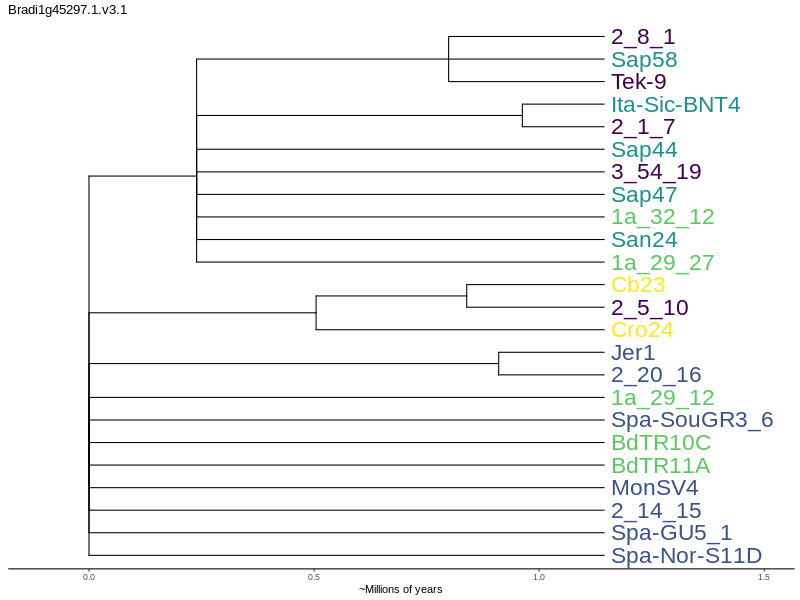 Bradi1g45297.1.v3.1
2_8_1
Sap58
Tek-9
Ita-Sic-BNT4
2_1_7
Sap44
3_54_19
Sap47
1a_32_12
San24
1a_29_27
Cb23
2_5_10
Cro24
Jer1
2_20_16
1a_29_12
Spa-SouGR3_6
BdTR10C
BdTR11A
MonSV4
2_14_15
Spa-GU5_1
Spa-Nor-S11D
0.0 0.5 1.0 1.5
~Millions of years